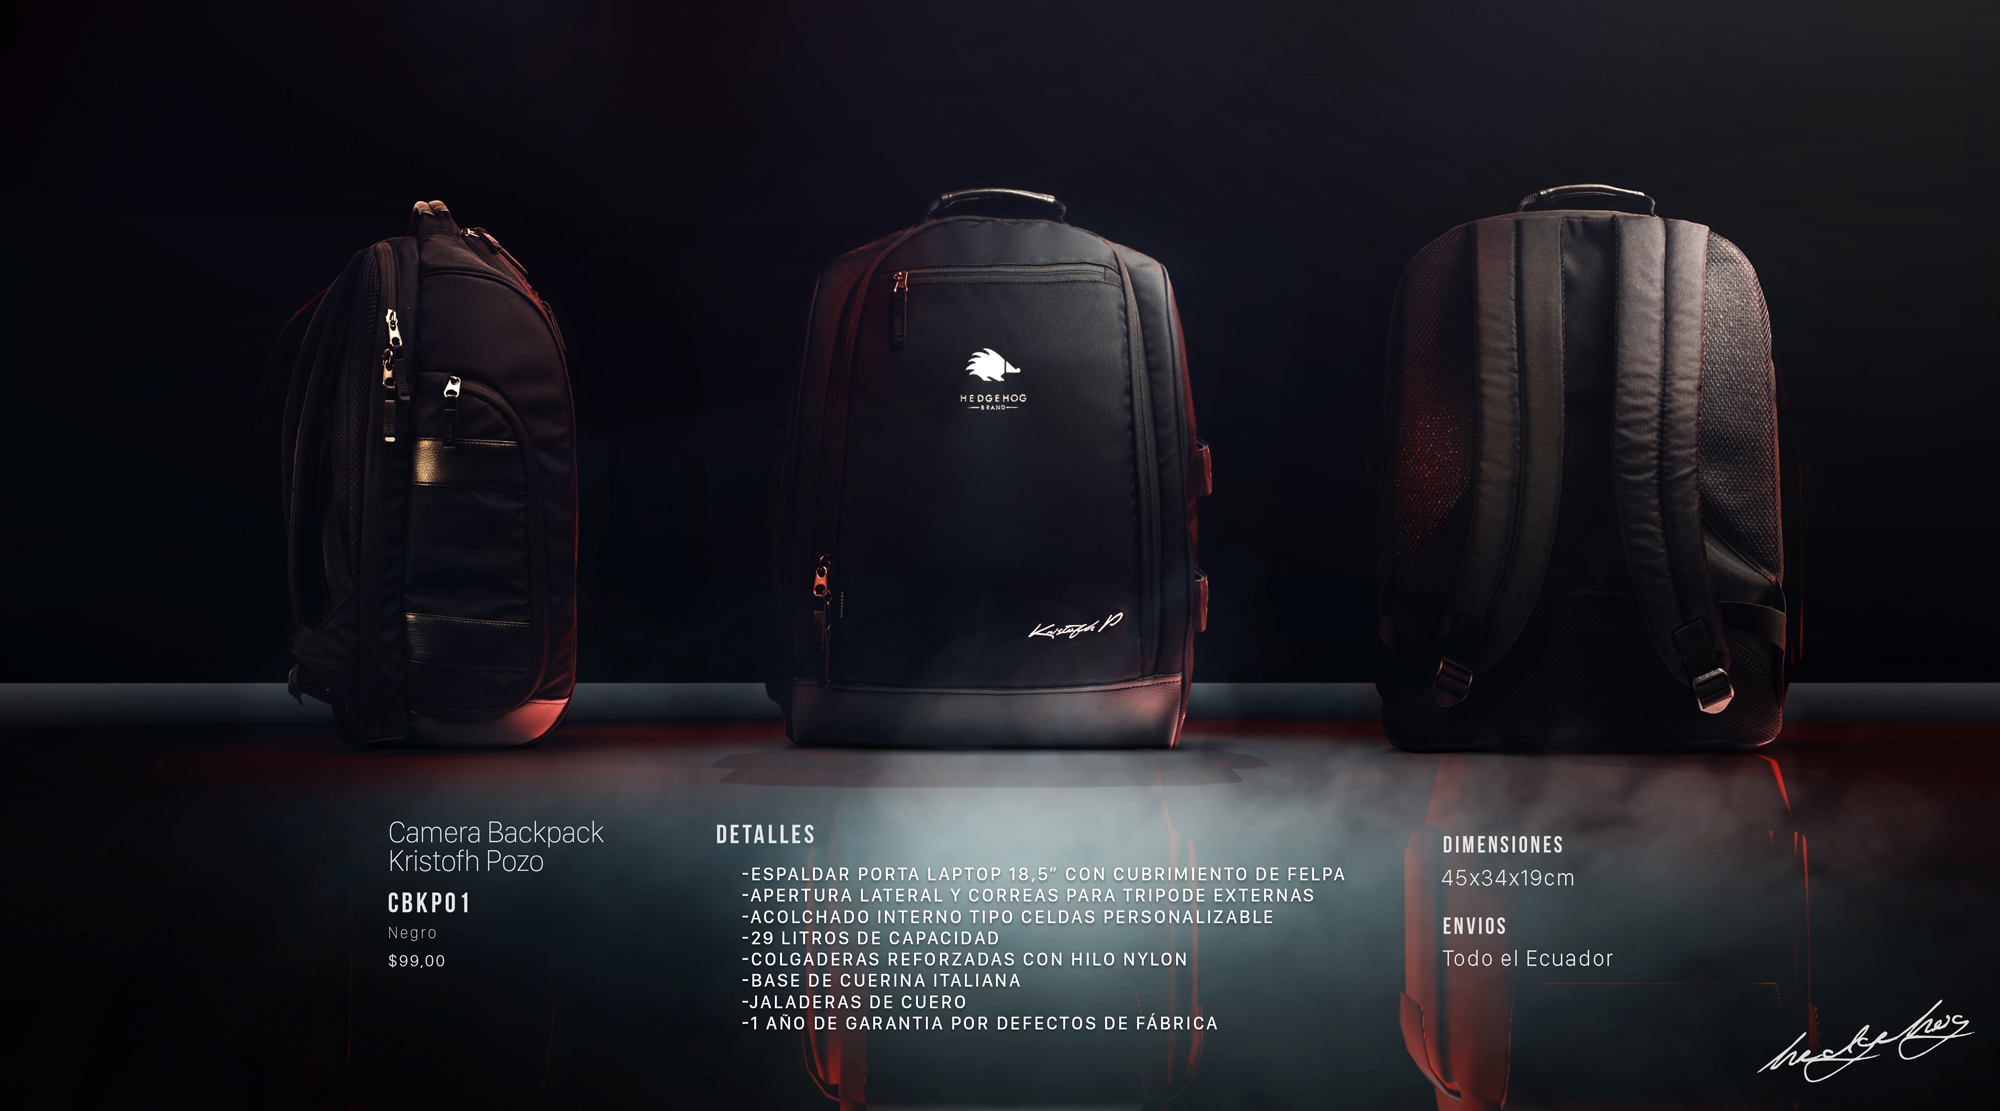 HEDGEHOG
BRAND
Kristofh P
Camera Backpack
Kristofh Pozo
CBKP01
Negro
$99,00
DETALLES
-ESPALDAR PORTA LAPTOP 18,5” CON CUBRIMIENTO DE FELPA
-APERTURA LATERAL Y CORREAS PARA TRIPODE EXTERNAS
-ACOLCHADO INTERNO TIPO CELDAS PERSONALIZABLE
-29 LITROS DE CAPACIDAD
-COLGADERAS REFORZADAS CON HILO NYLON
-BASE DE CUERINA ITALIANA
-JALADERAS DE CUERO
-1 AÑO DE GARANTIA POR DEFECTOS DE FÁBRICA
DIMENSIONES
45x34x19cm
ENVIOS
Todo el Ecuador
hedgehog